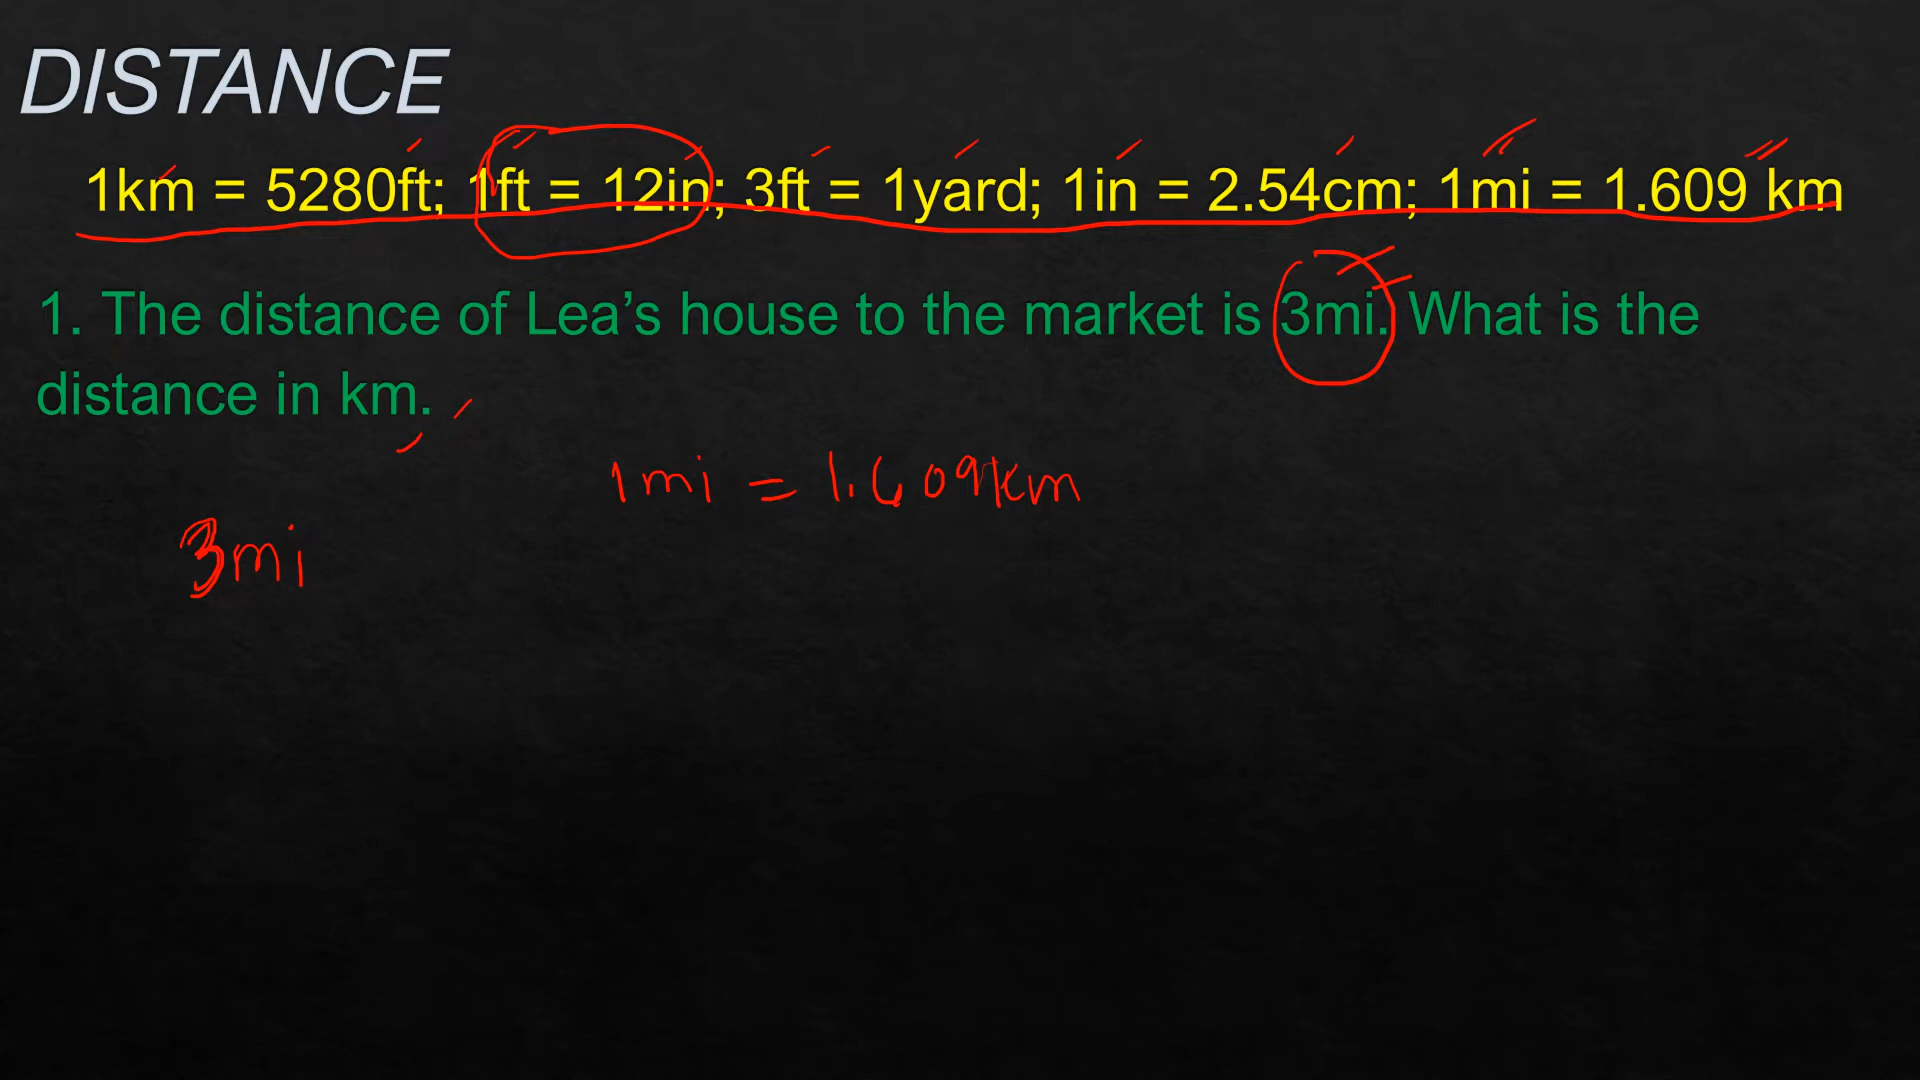 DISTANCE
1km = 5280ft; 1ft = 12in; 3ft = 1yard; 1in = 2.54cm; 1mi = 1.609 km
1. The distance of Lea’s house to the market is 3mi. What is the
distance in km.
1mi = 1.609km
3mi